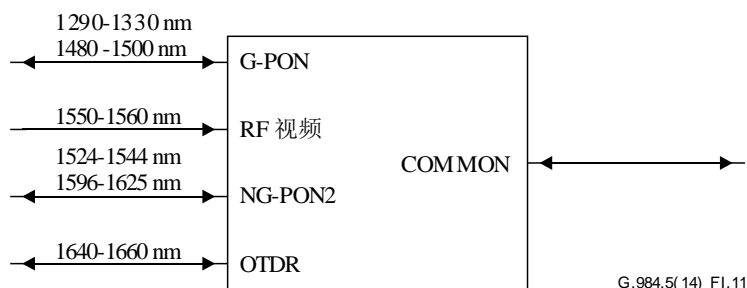 1290-1330 nm
1480-1500 nm
G-PON
1550-1560 nm
RF 视频
1524-1544 nm
COMMON
1596-1625 nm
NG-PON2
1640-1660 nm
OTDR
G.984.5(14)_FI.11